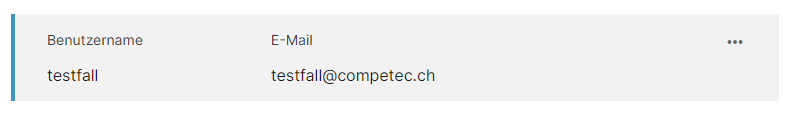 Benutzername E-Mail
testfall testfall@competec.ch